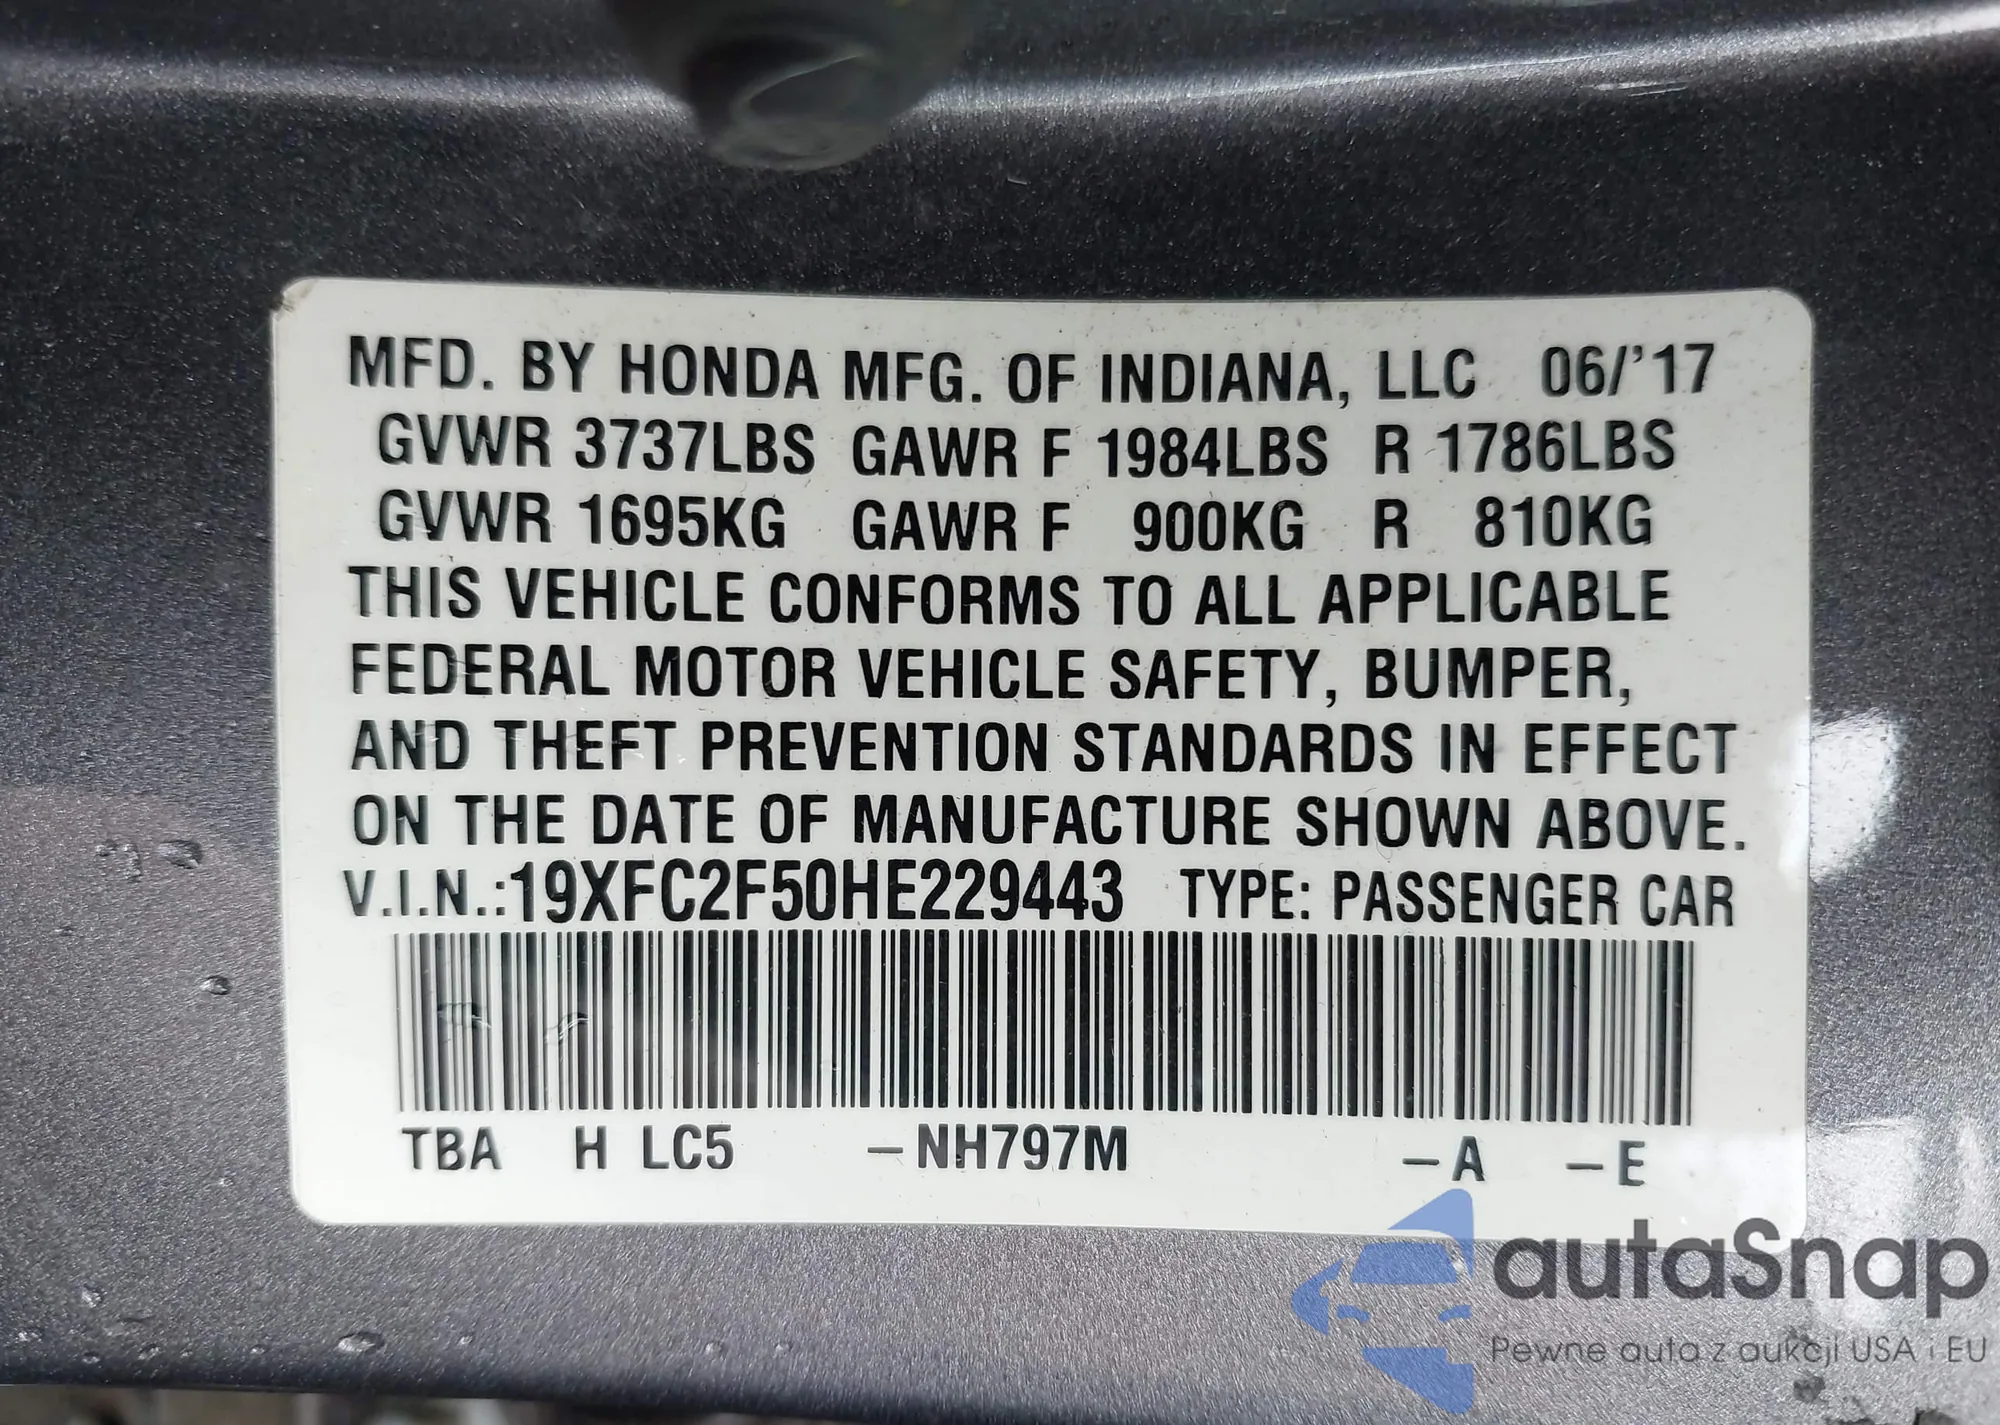 MFD. BY HONDA MFG. OF INDIANA, LLC 06/'17
GVWR 3737LBS GAWR F 1984LBS R 1786LBS
GVWR 1695KG GAWR F 900KG R 810KG
THIS VEHICLE CONFORMS TO ALL APPLICABLE
FEDERAL MOTOR VEHICLE SAFETY, BUMPER,
AND THEFT PREVENTION STANDARDS IN EFFECT
ON THE DATE OF MANUFACTURE SHOWN ABOVE.
V.I.N.:19XFC2F50HE229443 TYPE: PASSENGER CAR
TBA H LC5 –NH797M –A –E
autaSnap
Pewne auta z aukcji USA i EU